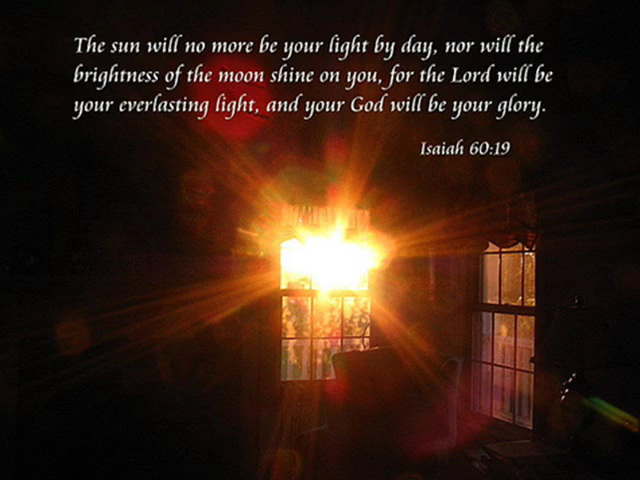 The sun will no more be your light by day, nor will the
brightness of the moon shine on you, for the Lord will be
your everlasting light, and your God will be your glory.
Isaiah 60:19